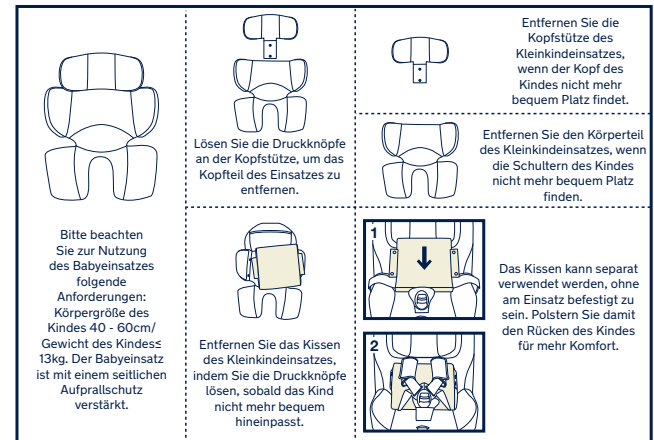 Bitte beachten
Sie zur Nutzung
des Babyeinsatzes
folgende
Anforderungen:
Körpergröße des
Kindes 40 - 60cm/
Gewicht des Kindes≤
13kg. Der Babyeinsatz
ist mit einem seitlichen
Aufprallschutz
verstärkt.
Lösen Sie die Druckknöpfe
an der Kopfstütze, um das
Kopfteil des Einsatzes zu
entfernen.
Entfernen Sie das Kissen
des Kleinkindeinsatzes,
indem Sie die Druckknöpfe
lösen, sobald das Kind
nicht mehr bequem
hineinpasst.
Entfernen Sie die
Kopfstütze des
Kleinkindeinsatzes,
wenn der Kopf des
Kindes nicht mehr
bequem Platz findet.
Entfernen Sie den Körperteil
des Kleinkindeinsatzes, wenn
die Schultern des Kindes
nicht mehr bequem Platz
finden.
1
2
Das Kissen kann separat
verwendet werden, ohne
am Einsatz befestigt zu
sein. Polstern Sie damit
den Rücken des Kindes
für mehr Komfort.